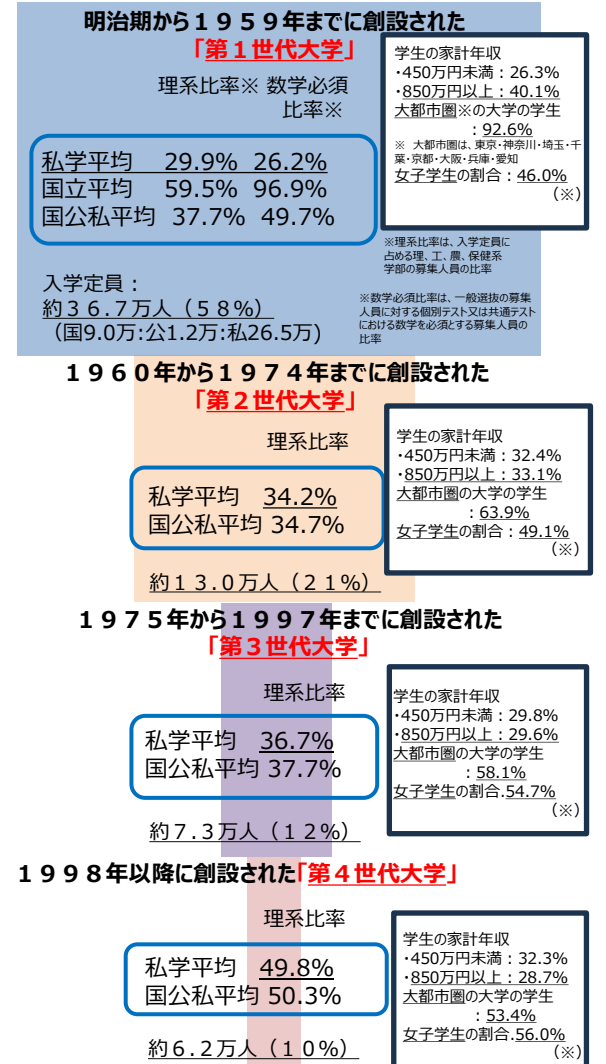 明治期から１９５９年までに創設された
「第１世代大学」
理系比率※ 数学必須
比率※
私学平均 29.9% 26.2%
国立平均 59.5% 96.9%
国公私平均 37.7% 49.7%
入学定員：
約３６.７万人（５８%）
（国9.0万:公1.2万:私26.5万）
学生の家計年収
・450万円未満：26.3%
・850万円以上：40.1%
大都市圏※の大学の学生
：92.6%
※ 大都市圏は、東京・神奈川・埼玉・千
葉・京都・大阪・兵庫・愛知
女子学生の割合：46.0%
（※）
※理系比率は、入学定員に
占める理、工、農、保健系
学部の募集人員の比率
※数学必須比率は、一般選抜の募集
人員に対する個別テスト又は共通テスト
における数学を必須とする募集人員の
比率
１９６０年から１９７４年までに創設された
「第２世代大学」
理系比率
私学平均 34.2%
国公私平均 34.7%
約１３.０万人（２１%）
学生の家計年収
・450万円未満：32.4%
・850万円以上：33.1%
大都市圏の大学の学生
：63.9%
女子学生の割合：49.1%
（※）
１９７５年から１９９７年までに創設された
「第３世代大学」
理系比率
私学平均 36.7%
国公私平均 37.7%
約７.３万人（１２%）
学生の家計年収
・450万円未満：29.8%
・850万円以上：29.6%
大都市圏の大学の学生
：58.1%
女子学生の割合.54.7%
（※）
１９９８年以降に創設された「第４世代大学」
理系比率
私学平均 49.8%
国公私平均 50.3%
約６.２万人（１０%）
学生の家計年収
・450万円未満：32.3%
・850万円以上：28.7%
大都市圏の大学の学生
：53.4%
女子学生の割合.56.0%
（※）